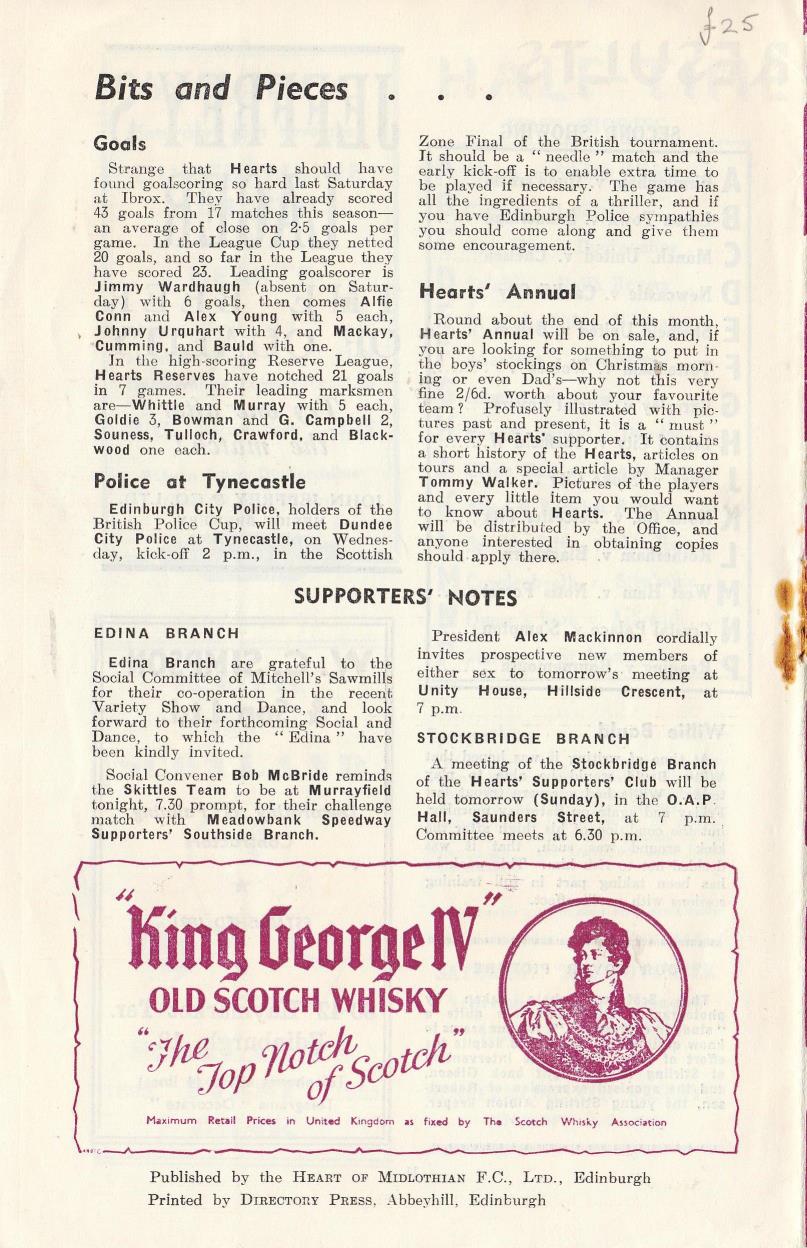 £25
Bits and Pieces . . .
Goals
Strange that Hearts should have
found goalscoring so hard last Saturday
at Ibrox. They have already scored
43 goals from 17 matches this season—
an average of close on 2·5 goals per
game. In the League Cup they netted
20 goals, and so far in the League they
have scored 23. Leading goalscorer is
Jimmy Wardhaugh (absent on Satur-
day) with 6 goals, then comes Alfie
Conn and Alex Young with 5 each,
Johnny Urquhart with 4, and Mackay,
Cumming, and Bauld with one.
In the high-scoring Reserve League,
Hearts Reserves have notched 21 goals
in 7 games. Their leading marksmen
are—Whittle and Murray with 5 each,
Goldie 3, Bowman and G. Campbell 2,
Souness, Tulloch, Crawford, and Black-
wood one each.
Police at Tynecastle
Edinburgh City Police, holders of the
British Police Cup, will meet Dundee
City Police at Tynecastle, on Wednes-
day, kick-off 2 p.m., in the Scottish
Zone Final of the British tournament.
It should be a “ needle ” match and the
early kick-off is to enable extra time to
be played if necessary. The game has
all the ingredients of a thriller, and if
you have Edinburgh Police sympathies
you should come along and give them
some encouragement.
Hearts' Annual
Round about the end of this month,
Hearts' Annual will be on sale, and, if
you are looking for something to put in
the boys' stockings on Christmas morn-
ing or even Dad's—why not this very
fine 2/6d. worth about your favourite
team ? Profusely illustrated with pic-
tures past and present, it is a “ must ”
for every Hearts' supporter. It contains
a short history of the Hearts, articles on
tours and a special article by Manager
Tommy Walker. Pictures of the players
and every little item you would want
to know about Hearts. The Annual
will be distributed by the Office, and
anyone interested in obtaining copies
should apply there.
SUPPORTERS' NOTES
EDINA BRANCH
Edina Branch are grateful to the
Social Committee of Mitchell's Sawmills
for their co-operation in the recent
Variety Show and Dance, and look
forward to their forthcoming Social and
Dance, to which the “ Edina ” have
been kindly invited.
Social Convener Bob McBride reminds
the Skittles Team to be at Murrayfield
tonight, 7.30 prompt, for their challenge
match with Meadowbank Speedway
Supporters' Southside Branch.
President Alex Mackinnon cordially
invites prospective new members of
either sex to tomorrow's meeting at
Unity House, Hillside Crescent, at
7 p.m.
STOCKBRIDGE BRANCH
A meeting of the Stockbridge Branch
of the Hearts' Supporters' Club will be
held tomorrow (Sunday), in the O.A.P.
Hall, Saunders Street, at 7 p.m.
Committee meets at 6.30 p.m.
“King George IV”
OLD SCOTCH WHISKY
“The
Top Notch
of Scotch”
Maximum Retail Prices in United Kingdom as fixed by The Scotch Whisky Association
Published by the HEART OF MIDLOTHIAN F.C., LTD., Edinburgh
Printed by DIRECTORY PRESS, Abbeyhill, Edinburgh